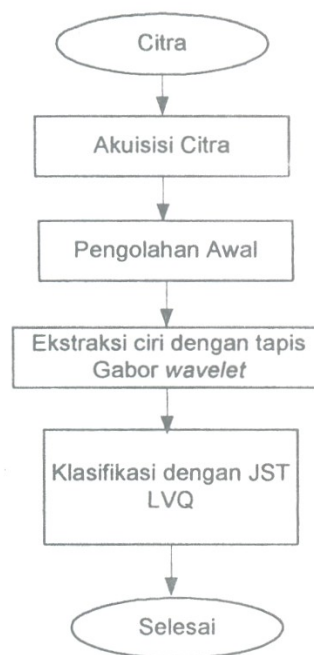 Citra
Akuisisi Citra
Pengolahan Awal
Ekstraksi ciri dengan tapis
Gabor wavelet
Klasifikasi dengan JST
LVQ
Selesai